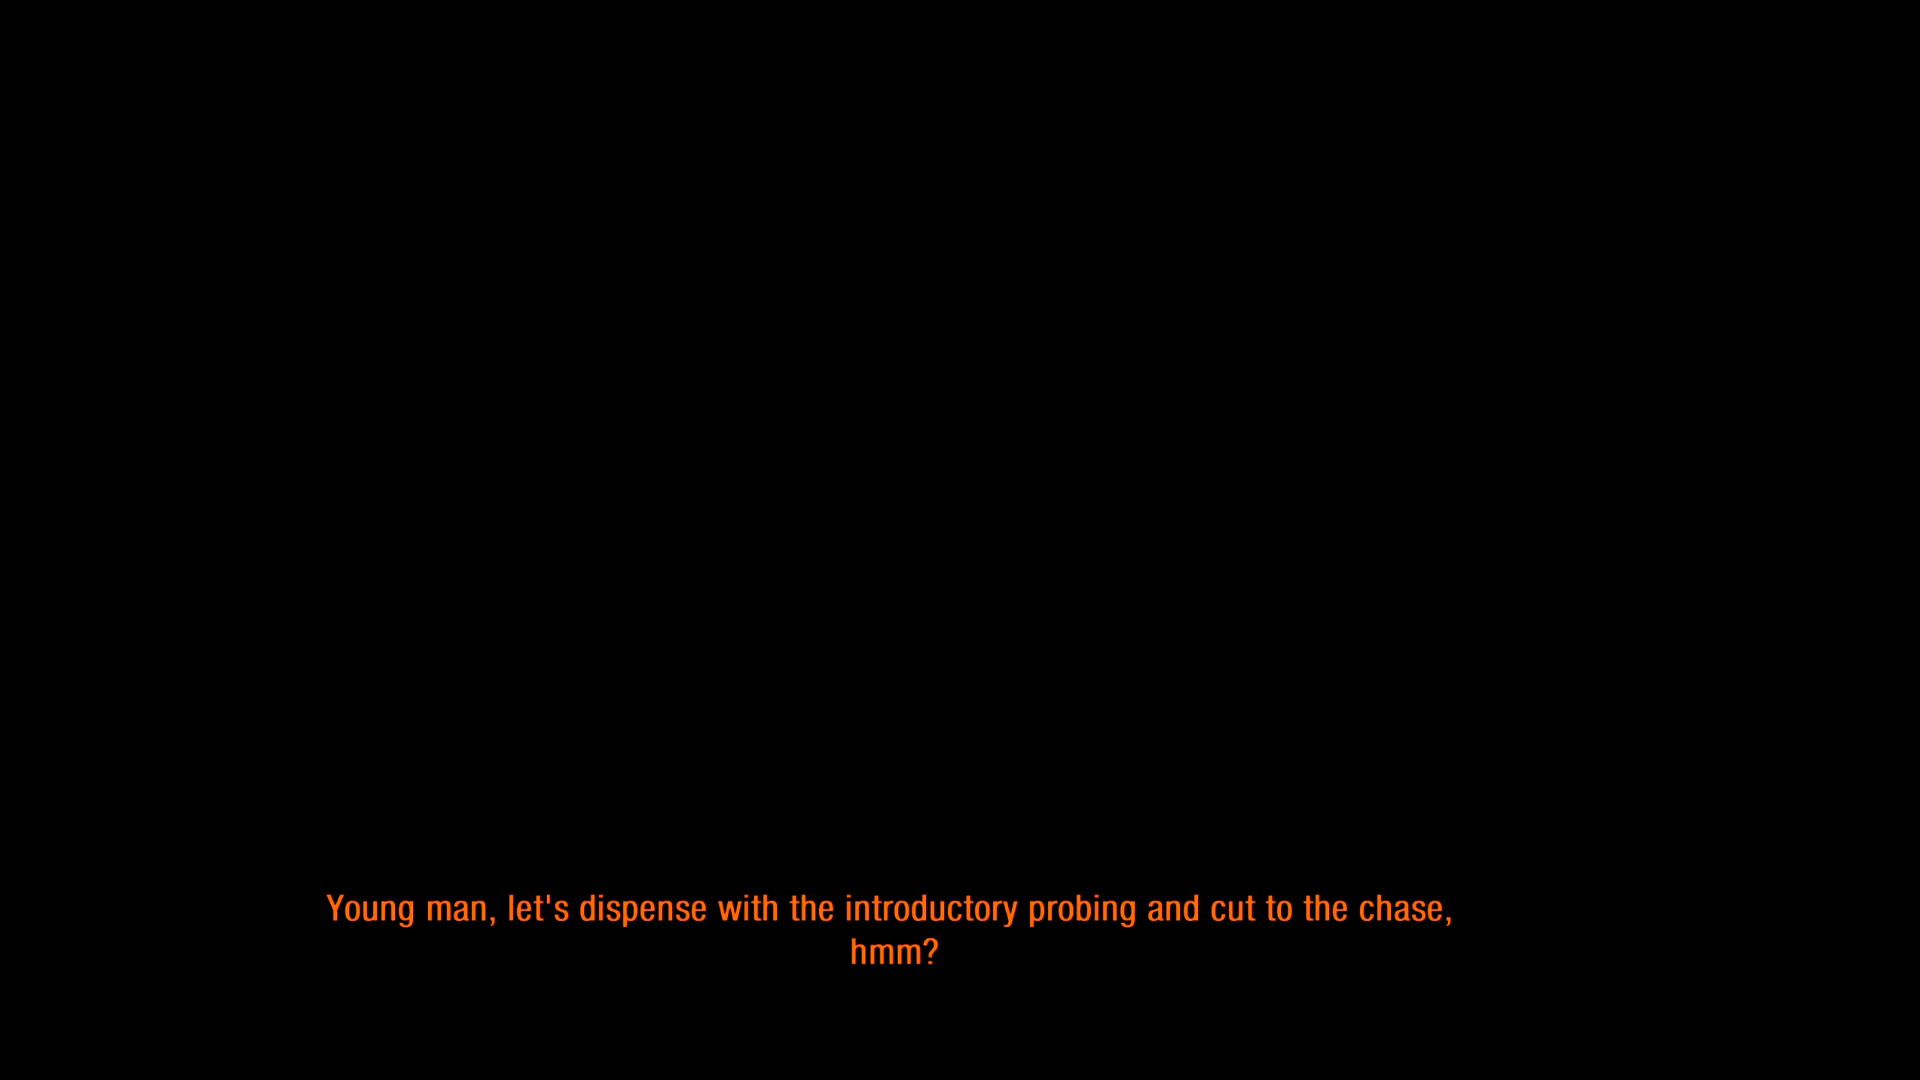 Young man, let's dispense with the introductory probing and cut to the chase,
hmm?